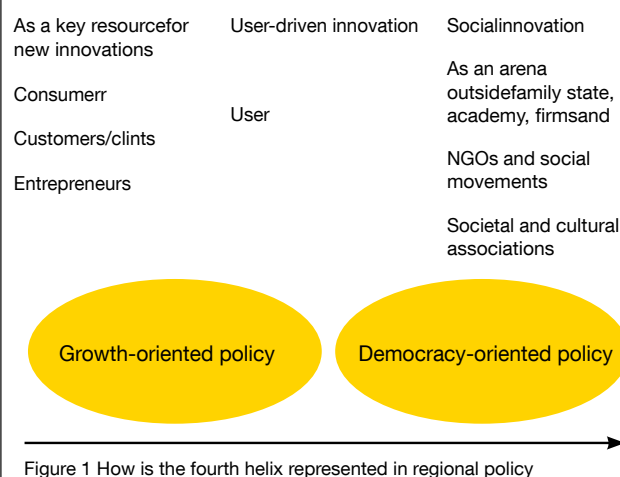 As a key resourcefor
new innovations
Consumerr
Customers/clints
Entrepreneurs
User-driven innovation
User
Socialinnovation
As an arena
outsidefamily state,
academy, firmsand
NGOs and social
movements
Societal and cultural
associations
Growth-oriented policy
Democracy-oriented policy
Figure 1 How is the fourth helix represented in regional policy